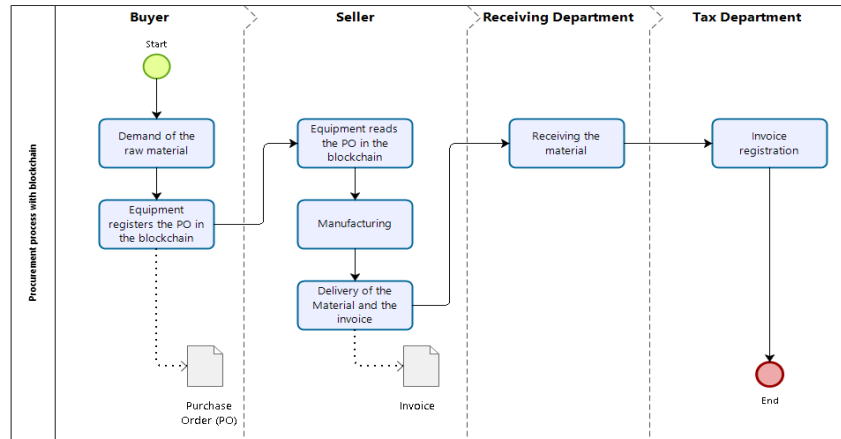 Buyer
Seller
Receiving Department
Tax Department
Procurement process with blockchain
Start
Demand of the
raw material
Equipment
registers the PO in
the blockchain
Purchase
Order (PO)
Equipment reads
the PO in the
blockchain
Manufacturing
Delivery of the
Material and the
invoice
Invoice
Receiving the
material
Invoice
registration
End